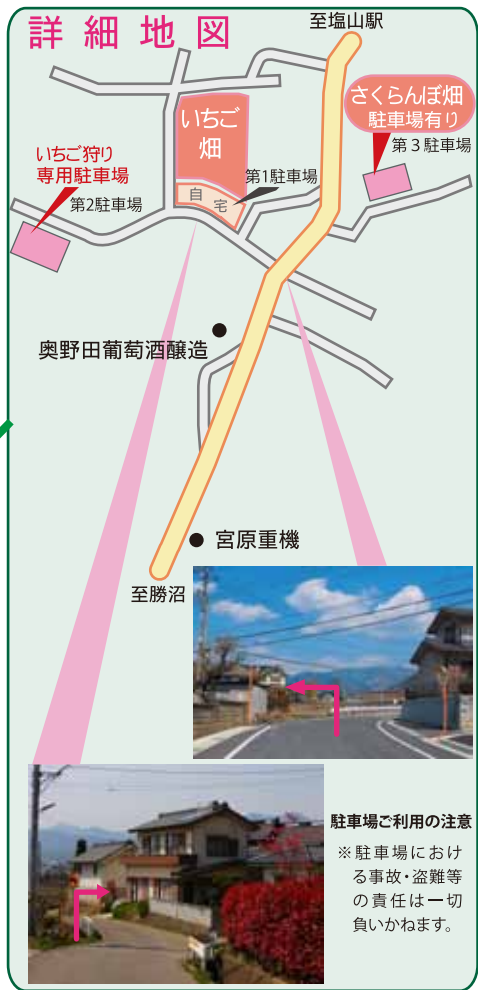 詳細地図
至塩山駅
さくらんぼ畑
駐車場有り
第３駐車場
いちご
畑
いちご狩り
専用駐車場
第1駐車場
自宅
第2駐車場
奥野田葡萄酒醸造
宮原重機
至勝沼
駐車場ご利用の注意
※駐車場におけ
る事故・盗難等
の責任は一切
負いかねます。